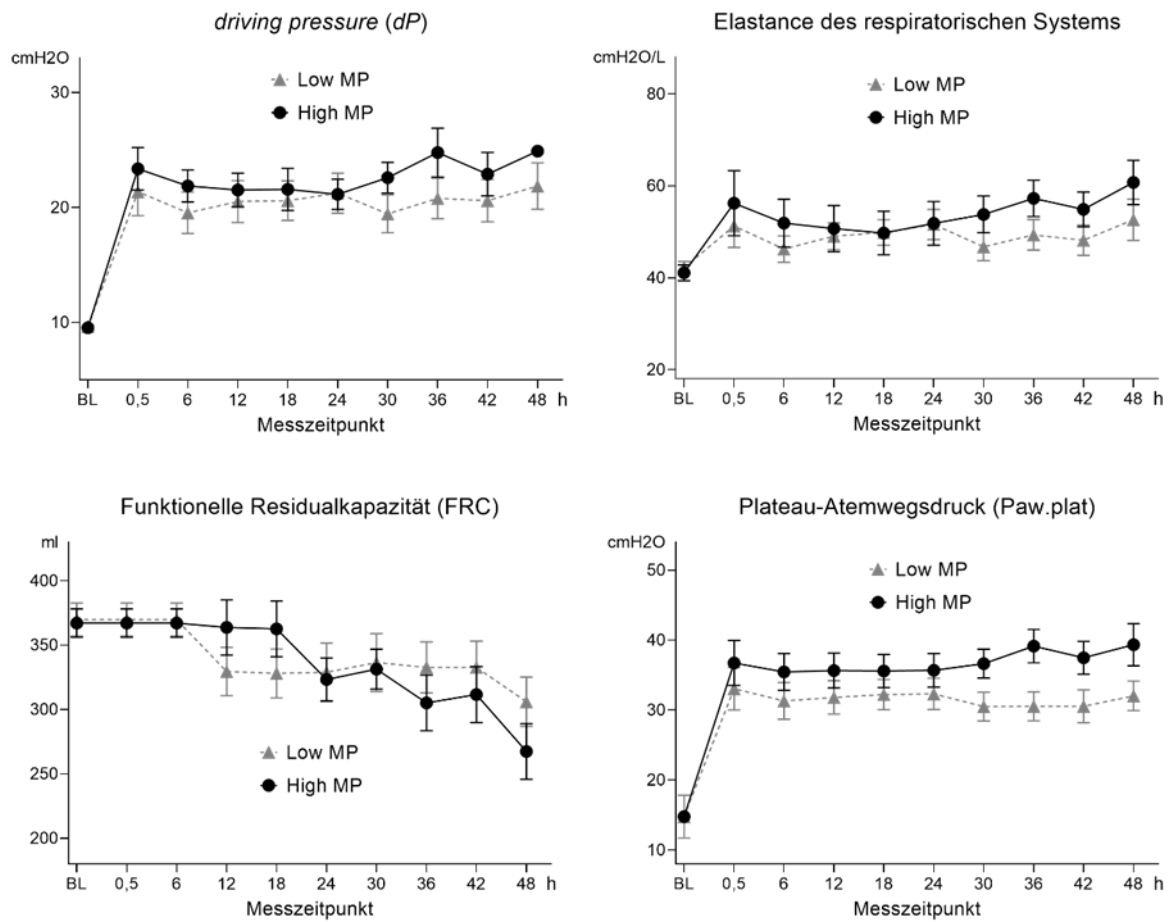 driving pressure (dP)
cmH2O
30
20
10
Low MP
High MP
BL 0,5 6 12 18 24 30 36 42 48 h
Messzeitpunkt
Elastance des respiratorischen Systems
cmH2O/L
80
60
40
20
Low MP
High MP
BL 0,5 6 12 18 24 30 36 42 48 h
Messzeitpunkt
Funktionelle Residualkapazität (FRC)
ml
400
350
300
250
200
Low MP
High MP
BL 0,5 6 12 18 24 30 36 42 48 h
Messzeitpunkt
Plateau-Atemwegsdruck (Paw.plat)
cmH2O
50
40
30
20
10
Low MP
High MP
BL 0,5 6 12 18 24 30 36 42 48 h
Messzeitpunkt